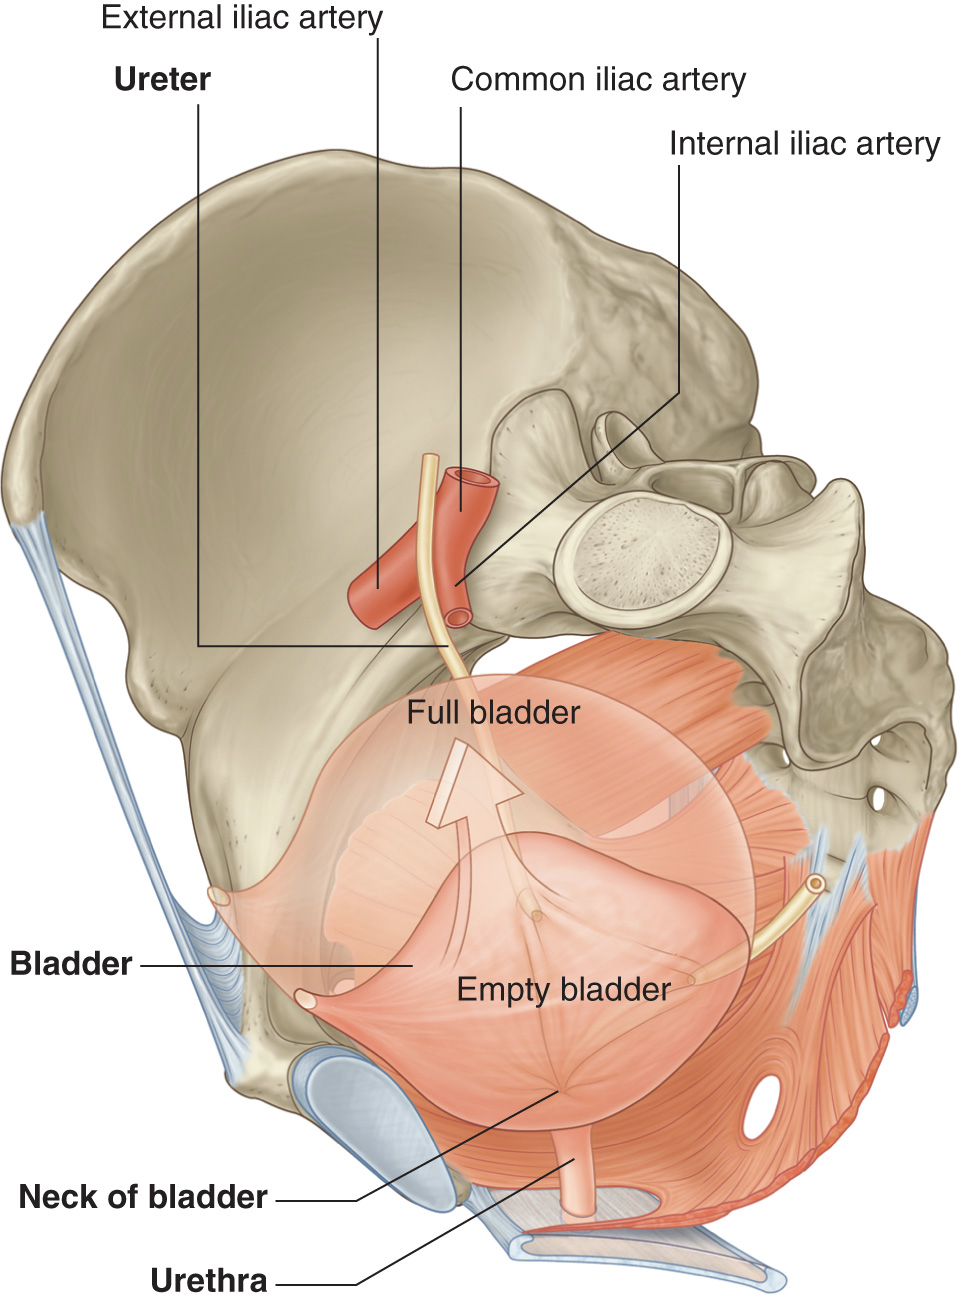 External iliac artery
Ureter
Common iliac artery
Internal iliac artery
Full bladder
Bladder
Empty bladder
Neck of bladder
Urethra